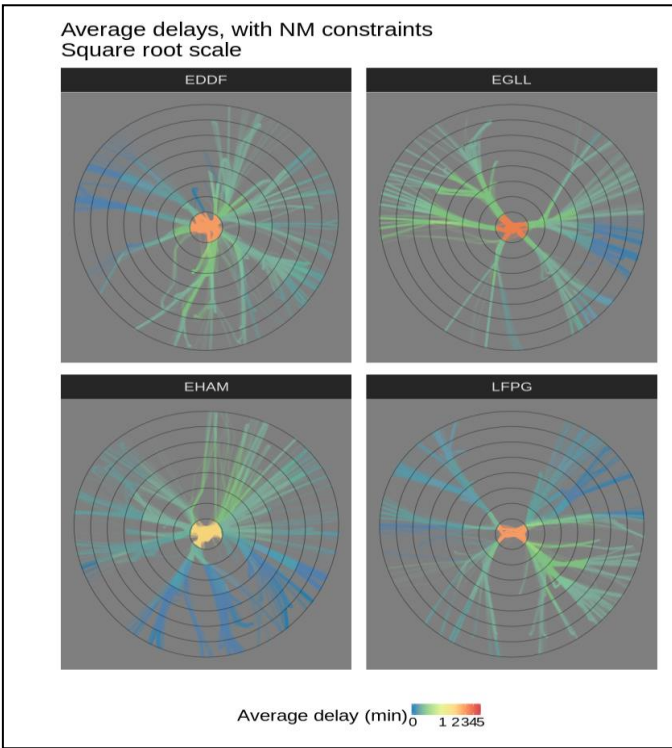 Average delays, with NM constraints
Square root scale
EDDF
EGLL
EHAM
LFPG
Average delay (min)
0 1 2345